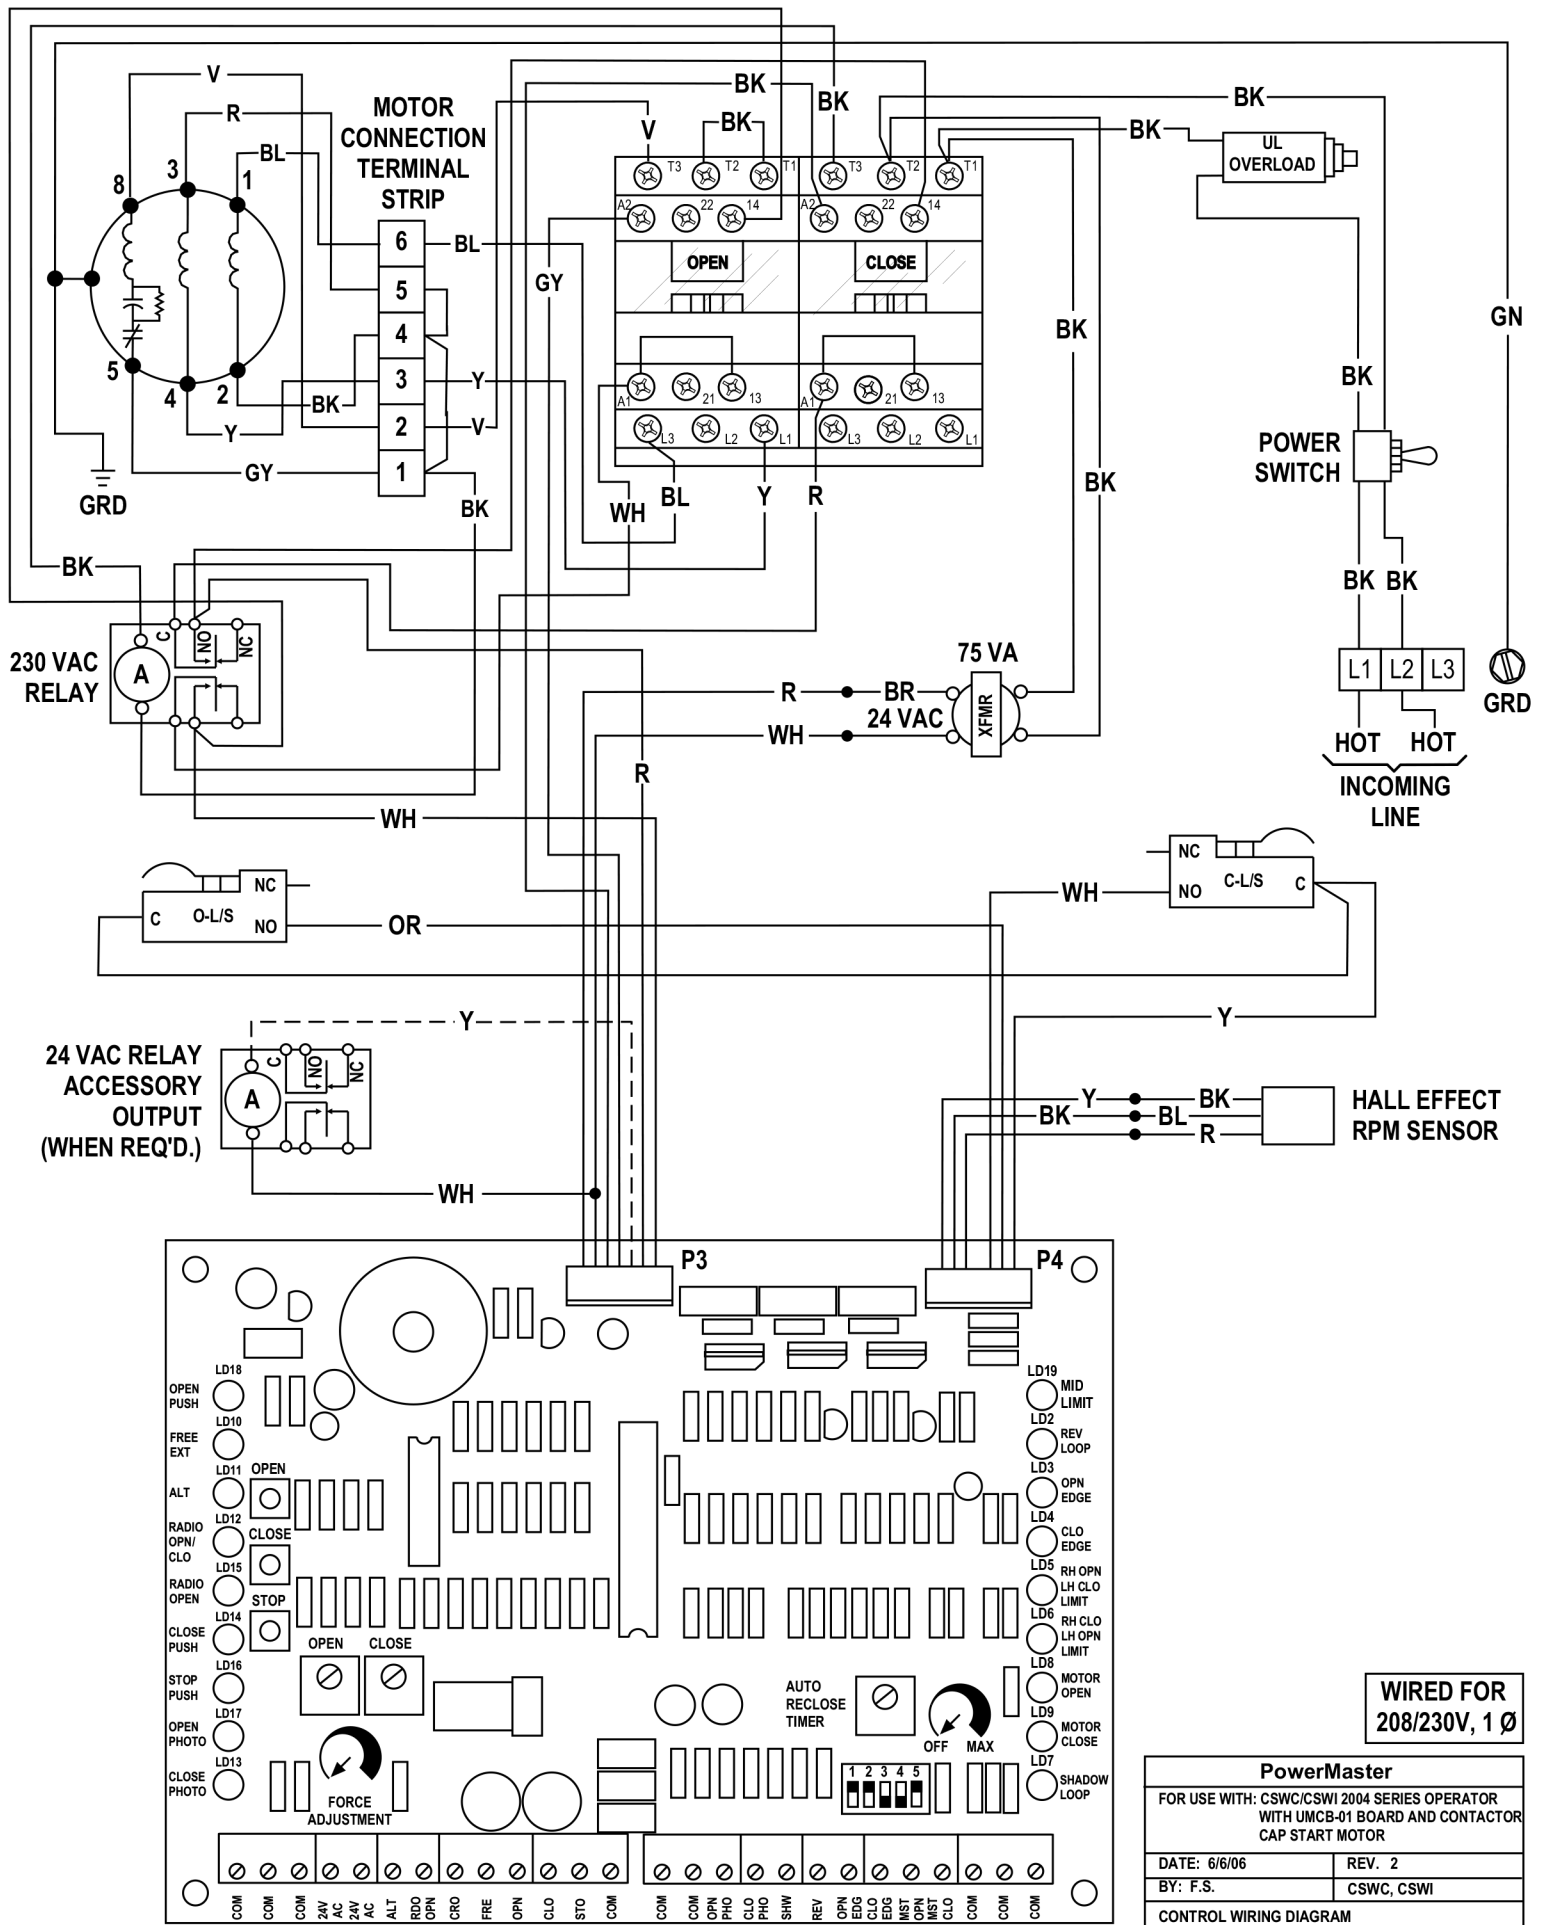 V
R
BL
MOTOR
CONNECTION
TERMINAL
STRIP
8
3
1
5
4
2
6
5
4
3
2
1
BL
BK
Y
GY
Y
V
BK
GRD
BK
BK
BK
V
BK
BK
BK
UL
OVERLOAD
T3
T2
T1
T3
T2
T1
A2
22
14
A2
22
14
OPEN
CLOSE
GY
A1
21
13
A1
21
13
L3
L2
L1
L3
L2
L1
WH
BL
Y
R
BK
BK
BK
GN
POWER
SWITCH
BK
BK
L1
L2
L3
GRD
HOT
HOT
INCOMING
LINE
230 VAC
RELAY
A
C
NO
NC
75 VA
R
BR
24 VAC
WH
XFMR
R
WH
NC
C
O-L/S
NO
OR
NC
NO
C-L/S
C
WH
Y
Y
24 VAC RELAY
ACCESSORY
OUTPUT
(WHEN REQ'D.)
A
C
NO
NC
WH
Y
BK
BK
BL
R
HALL EFFECT
RPM SENSOR
P3
P4
LD18
OPEN
PUSH
LD10
FREE
EXT
LD11
ALT
OPEN
LD12
RADIO
OPN/
CLO
CLOSE
LD15
RADIO
OPEN
STOP
LD14
CLOSE
PUSH
OPEN
CLOSE
LD16
STOP
PUSH
LD17
OPEN
PHOTO
LD13
CLOSE
PHOTO
FORCE
ADJUSTMENT
AUTO
RECLOSE
TIMER
OFF
MAX
1 2 3 4 5
LD19
MID
LIMIT
LD2
REV
LOOP
LD3
OPN
EDGE
LD4
CLO
EDGE
LD5
RH OPN
LH CLO
LIMIT
LD6
RH CLO
LH OPN
LIMIT
LD8
MOTOR
OPEN
LD9
MOTOR
CLOSE
LD7
SHADOW
LOOP
COM
COM
COM
24V
AC
24V
AC
ALT
RDO
OPN
CRO
FRE
OPN
CLO
STO
COM
COM
COM
OPN
PHO
CLO
PHO
SHW
REV
OPN
EDG
CLO
EDG
MST
OPN
MST
CLO
COM
COM
COM
WIRED FOR
208/230V, 1 Ø
PowerMaster
FOR USE WITH: CSWC/CSWI 2004 SERIES OPERATOR
WITH UMCB-01 BOARD AND CONTACTOR
CAP START MOTOR
DATE: 6/6/06
REV. 2
BY: F.S.
CSWC, CSWI
CONTROL WIRING DIAGRAM